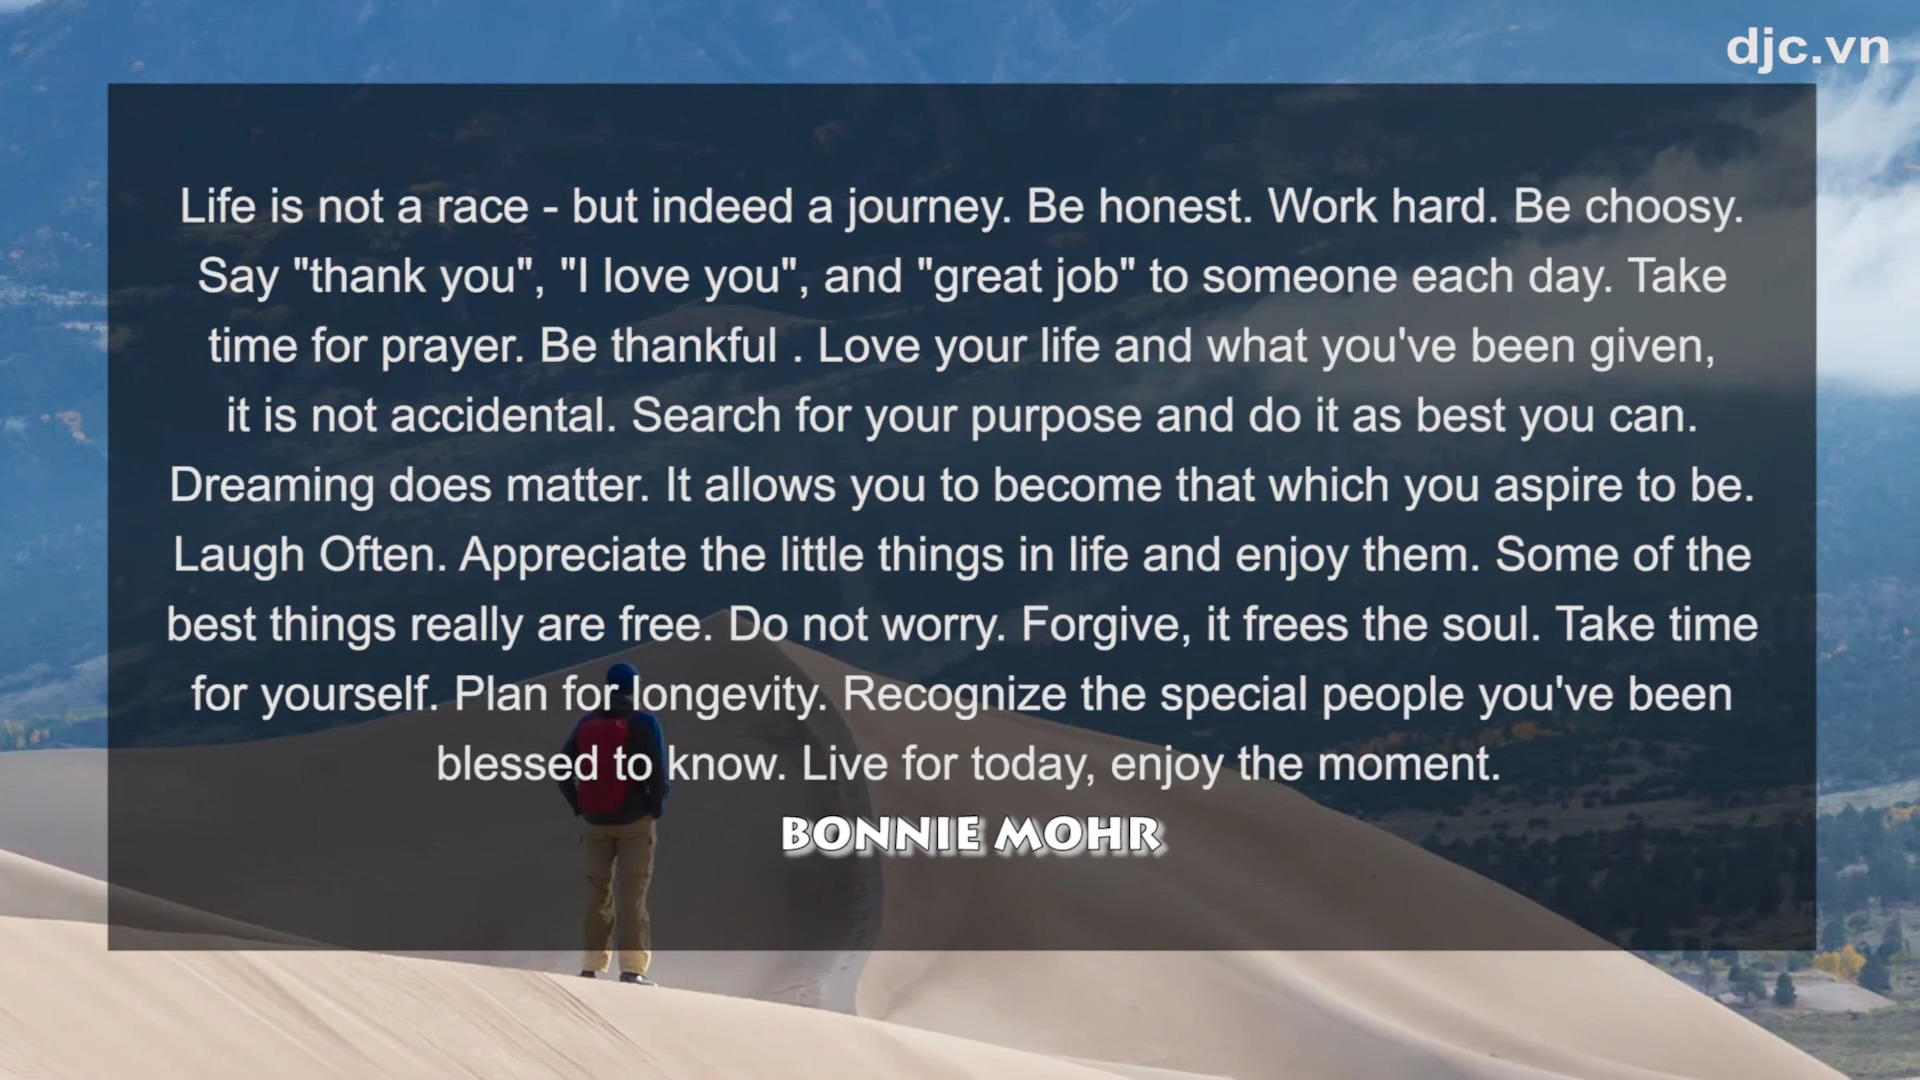 djc.vn
Life is not a race - but indeed a journey. Be honest. Work hard. Be choosy.
Say "thank you", "I love you", and "great job" to someone each day. Take
time for prayer. Be thankful . Love your life and what you've been given,
it is not accidental. Search for your purpose and do it as best you can.
Dreaming does matter. It allows you to become that which you aspire to be.
Laugh Often. Appreciate the little things in life and enjoy them. Some of the
best things really are free. Do not worry. Forgive, it frees the soul. Take time
for yourself. Plan for longevity. Recognize the special people you've been
blessed to know. Live for today, enjoy the moment.
BONNIE MOHR